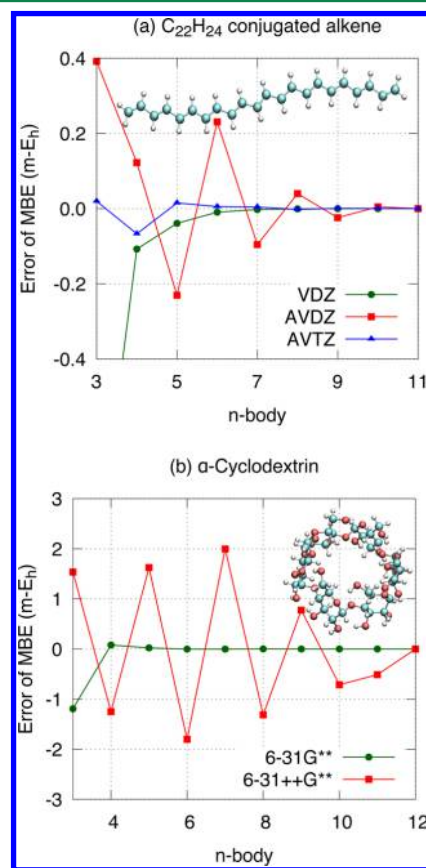 (a) C₂₂H₂₄ conjugated alkene
Error of MBE (m-Eₕ)
0.4
0.2
0.0
-0.2
-0.4
VDZ
AVDZ
AVTZ
3 5 7 9 11
n-body
(b) α-Cyclodextrin
Error of MBE (m-Eₕ)
3
2
1
0
-1
-2
-3
6-31G**
6-31++G**
4 6 8 10 12
n-body